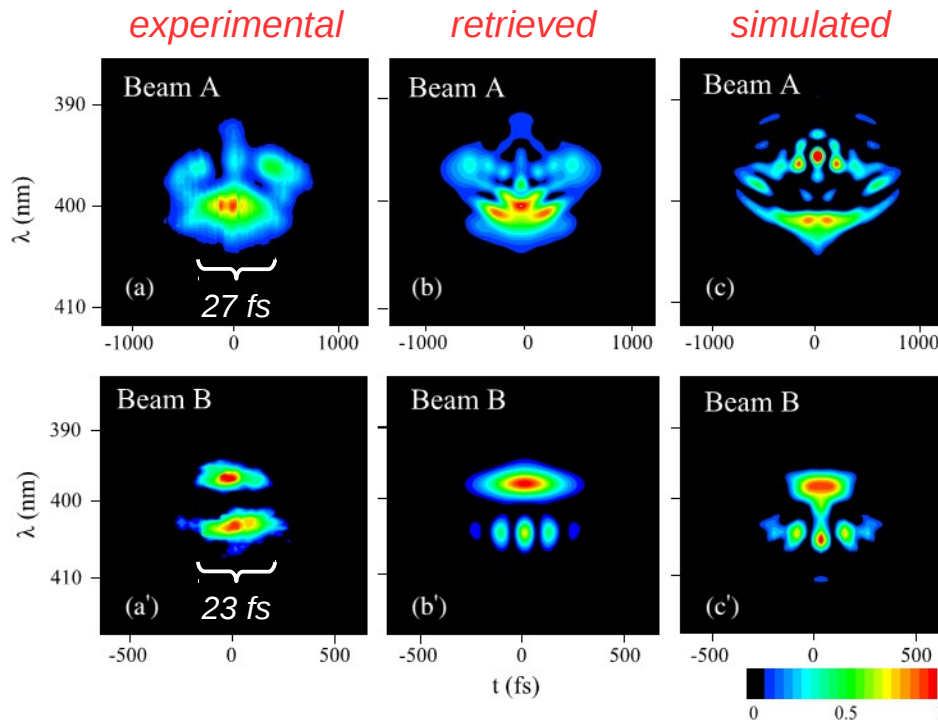 experimental retrieved simulated
Beam A Beam A Beam A
390
400
λ (nm)
27 fs
(a) (b) (c)
410
-1000 0 1000 -1000 0 1000 -1000 0 1000
Beam B Beam B Beam B
390
400
λ (nm)
410
23 fs
(a') (b') (c')
-500 0 500 -500 0 500 -500 0 500
t (fs)
0 0.5